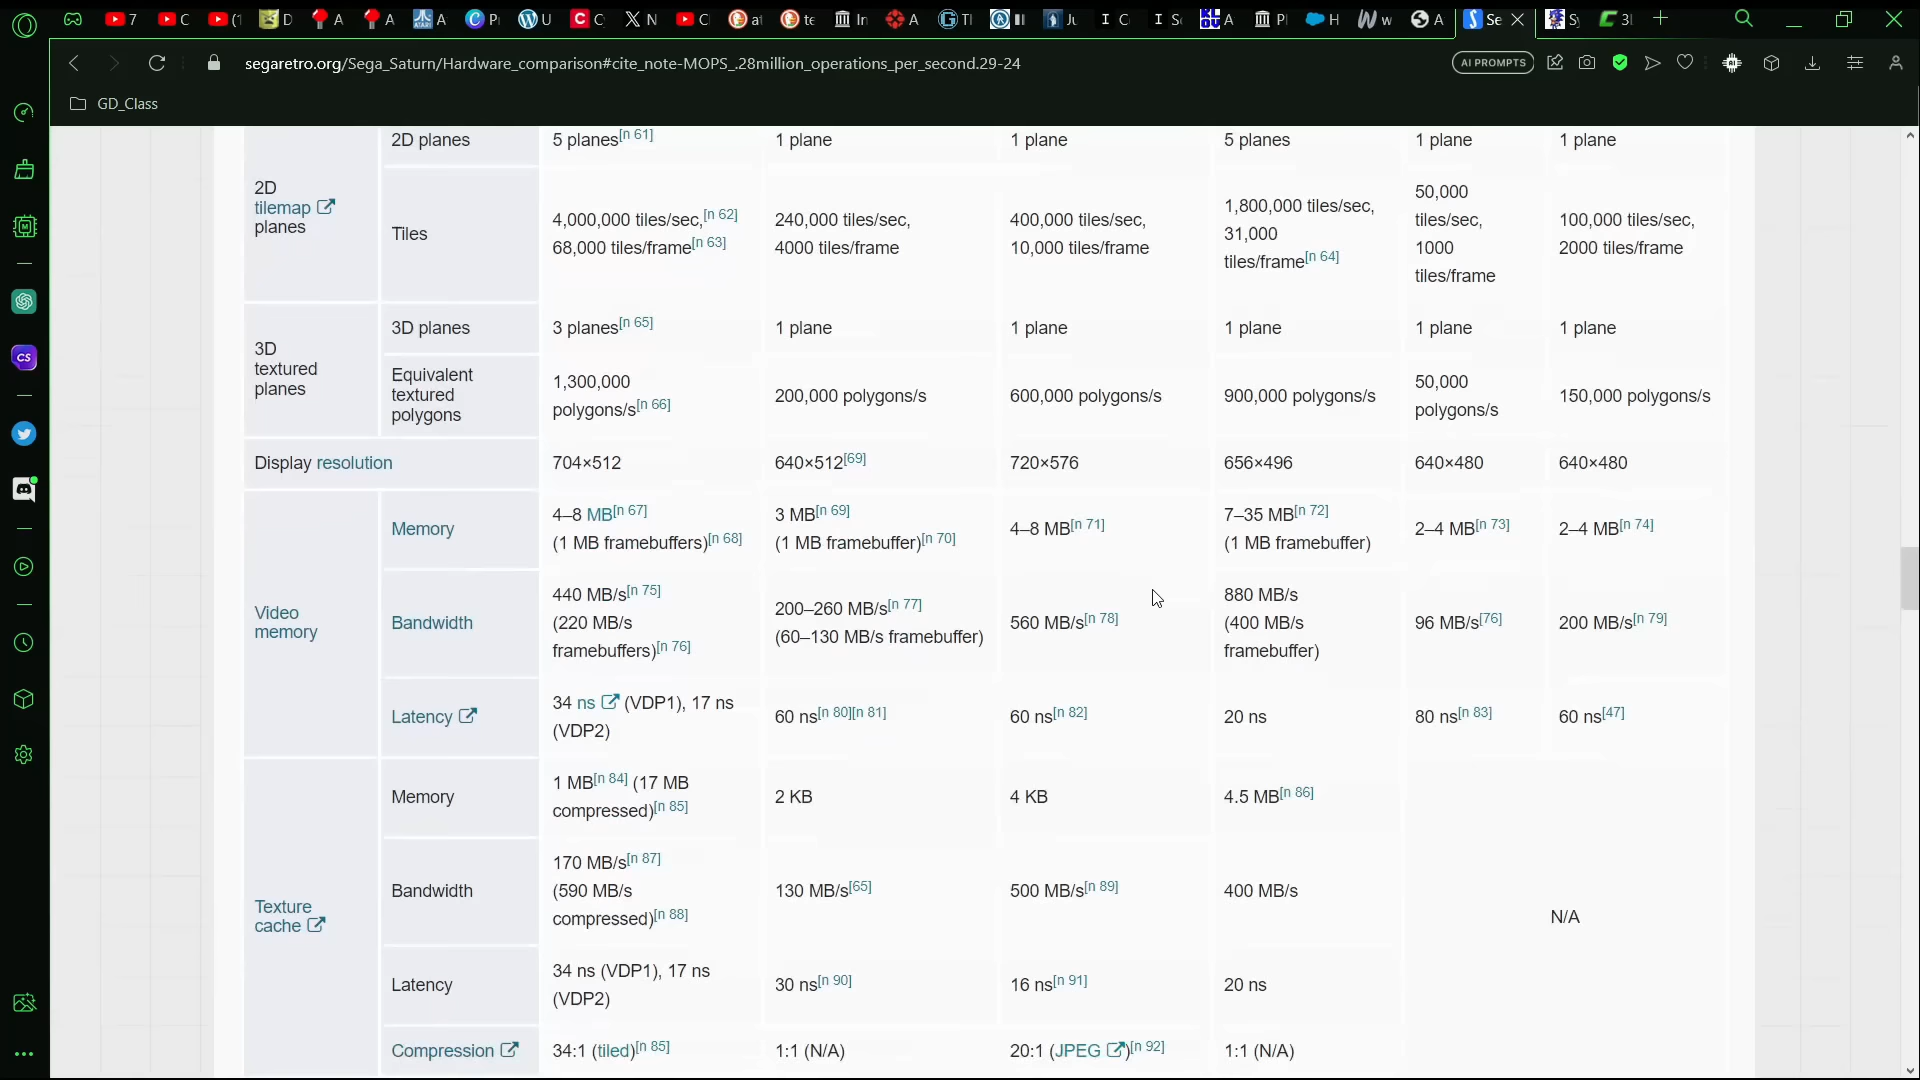 7
C
(1
D
A
A
A
P
U
C
N
C
a
te
In
A
Tl
II
Ju
C
S
A
P
H
w
A
Se
Sy
3l
segaretro.org/Sega_Saturn/Hardware_comparison#cite_note-MOPS_.28million_operations_per_second.29-24
AI PROMPTS
GD_Class
2D tilemap planes
2D planes
5 planes[n 61]
1 plane
1 plane
5 planes
1 plane
1 plane
Tiles
4,000,000 tiles/sec,[n 62]
68,000 tiles/frame[n 63]
240,000 tiles/sec,
4000 tiles/frame
400,000 tiles/sec,
10,000 tiles/frame
1,800,000 tiles/sec,
31,000
tiles/frame[n 64]
50,000
tiles/sec,
1000
tiles/frame
100,000 tiles/sec,
2000 tiles/frame
3D
textured
planes
3D planes
3 planes[n 65]
1 plane
1 plane
1 plane
1 plane
1 plane
Equivalent
textured
polygons
1,300,000
polygons/s[n 66]
200,000 polygons/s
600,000 polygons/s
900,000 polygons/s
50,000
polygons/s
150,000 polygons/s
Display resolution
704×512
640×512[69]
720×576
656×496
640×480
640×480
Video
memory
Memory
4–8 MB[n 67]
(1 MB framebuffers)[n 68]
3 MB[n 69]
(1 MB framebuffer)[n 70]
4–8 MB[n 71]
7–35 MB[n 72]
(1 MB framebuffer)
2–4 MB[n 73]
2–4 MB[n 74]
Bandwidth
440 MB/s[n 75]
(220 MB/s
framebuffers)[n 76]
200–260 MB/s[n 77]
(60–130 MB/s framebuffer)
560 MB/s[n 78]
880 MB/s
(400 MB/s
framebuffer)
96 MB/s[76]
200 MB/s[n 79]
Latency
34 ns (VDP1), 17 ns
(VDP2)
60 ns[n 80][n 81]
60 ns[n 82]
20 ns
80 ns[n 83]
60 ns[47]
Texture
cache
Memory
1 MB[n 84] (17 MB
compressed)[n 85]
2 KB
4 KB
4.5 MB[n 86]
N/A
Bandwidth
170 MB/s[n 87]
(590 MB/s
compressed)[n 88]
130 MB/s[65]
500 MB/s[n 89]
400 MB/s
Latency
34 ns (VDP1), 17 ns
(VDP2)
30 ns[n 90]
16 ns[n 91]
20 ns
Compression
34:1 (tiled)[n 85]
1:1 (N/A)
20:1 (JPEG)[n 92]
1:1 (N/A)